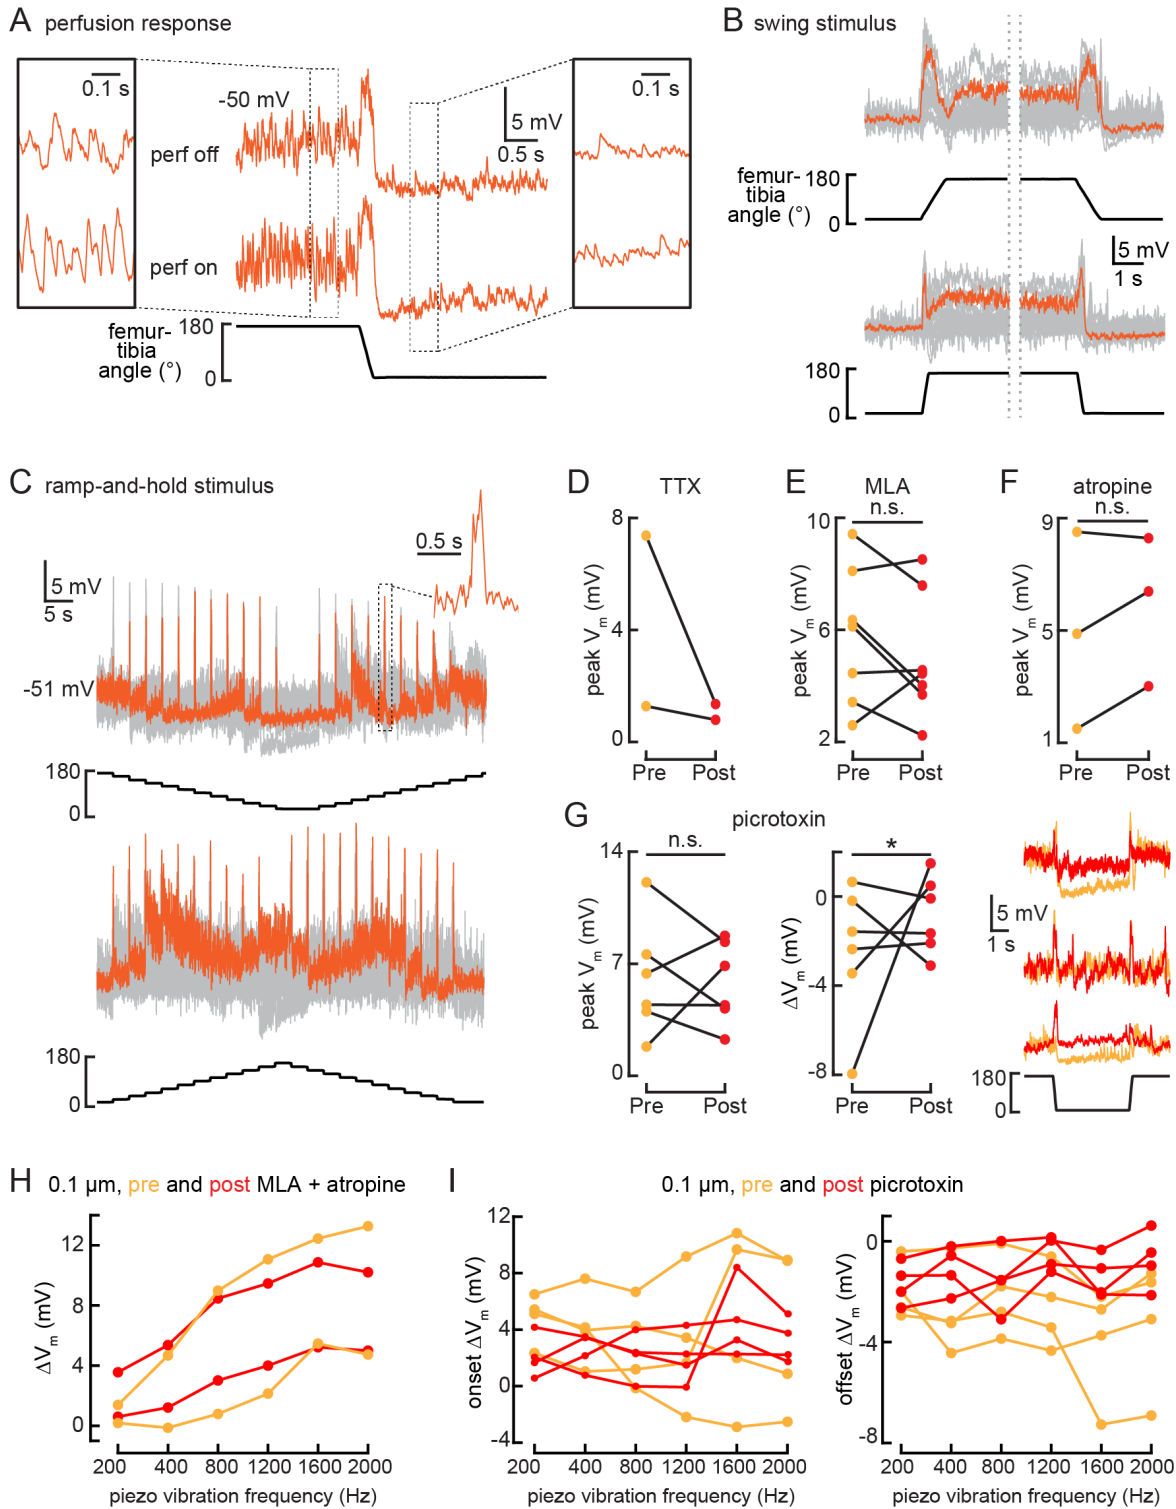 A perfusion response
0.1 s
-50 mV
perf off
perf on
5 mV
0.5 s
0.1 s
femur-
tibia
angle (°)
180
0
B swing stimulus
femur-
tibia
angle (°)
180
0
5 mV
1 s
180
0
C ramp-and-hold stimulus
5 mV
5 s
0.5 s
-51 mV
180
0
180
0
D TTX
peak Vm (mV)
8
4
0
Pre Post
E MLA
n.s.
peak Vm (mV)
10
6
2
Pre Post
F atropine
n.s.
peak Vm (mV)
9
5
1
Pre Post
G picrotoxin
n.s.
peak Vm (mV)
14
7
0
Pre Post
*
ΔVm (mV)
0
-4
-8
Pre Post
5 mV
1 s
180
0
H 0.1 µm, pre and post MLA + atropine
ΔVm (mV)
12
8
4
0
200 400 800 1200 1600 2000
piezo vibration frequency (Hz)
I 0.1 µm, pre and post picrotoxin
onset ΔVm (mV)
12
8
4
0
-4
200 400 800 1200 1600 2000
piezo vibration frequency (Hz)
offset ΔVm (mV)
0
-4
-8
200 400 800 1200 1600 2000
piezo vibration frequency (Hz)